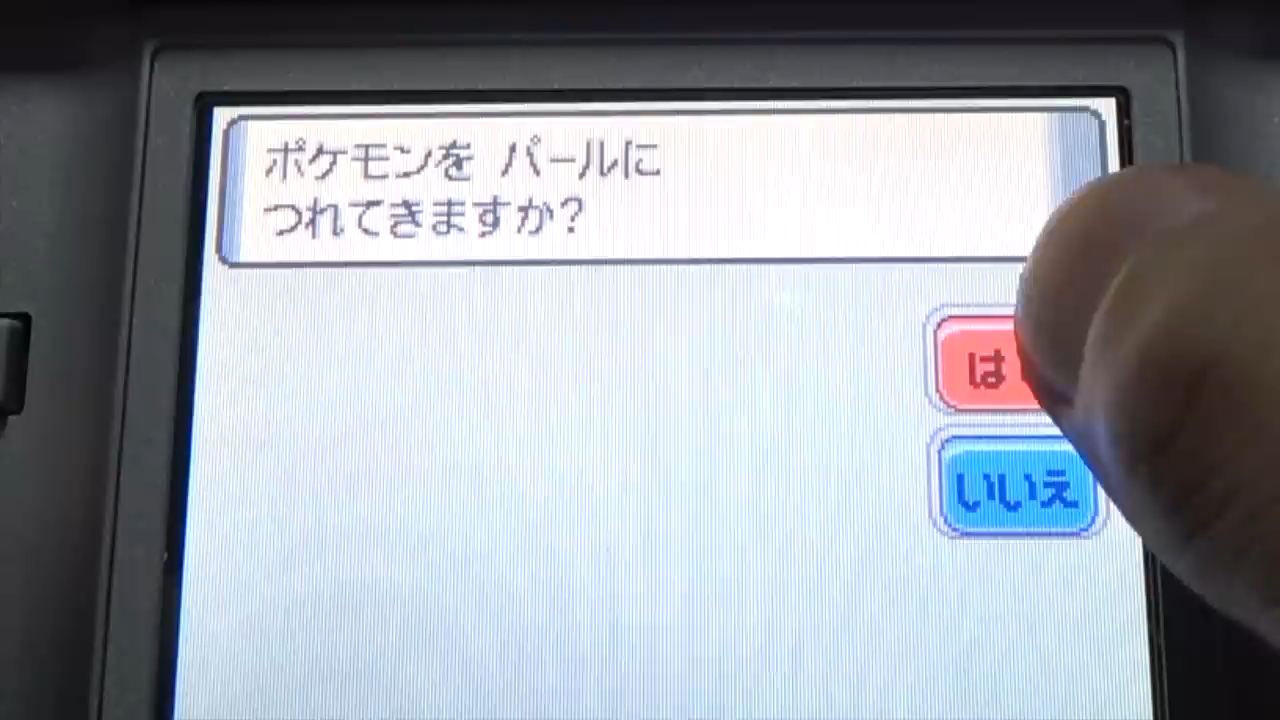 ポケモンを パールに
つれてきますか?
は
いいえ